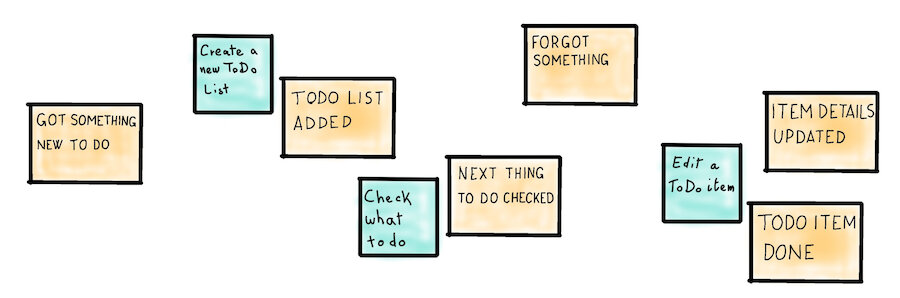 GOT SOMETHING
NEW TO DO
Create a
new ToDo
List
TODO LIST
ADDED
Check
what
to do
NEXT THING
TO DO CHECKED
FORGOT
SOMETHING
Edit a
ToDo item
ITEM DETAILS
UPDATED
TODO ITEM
DONE